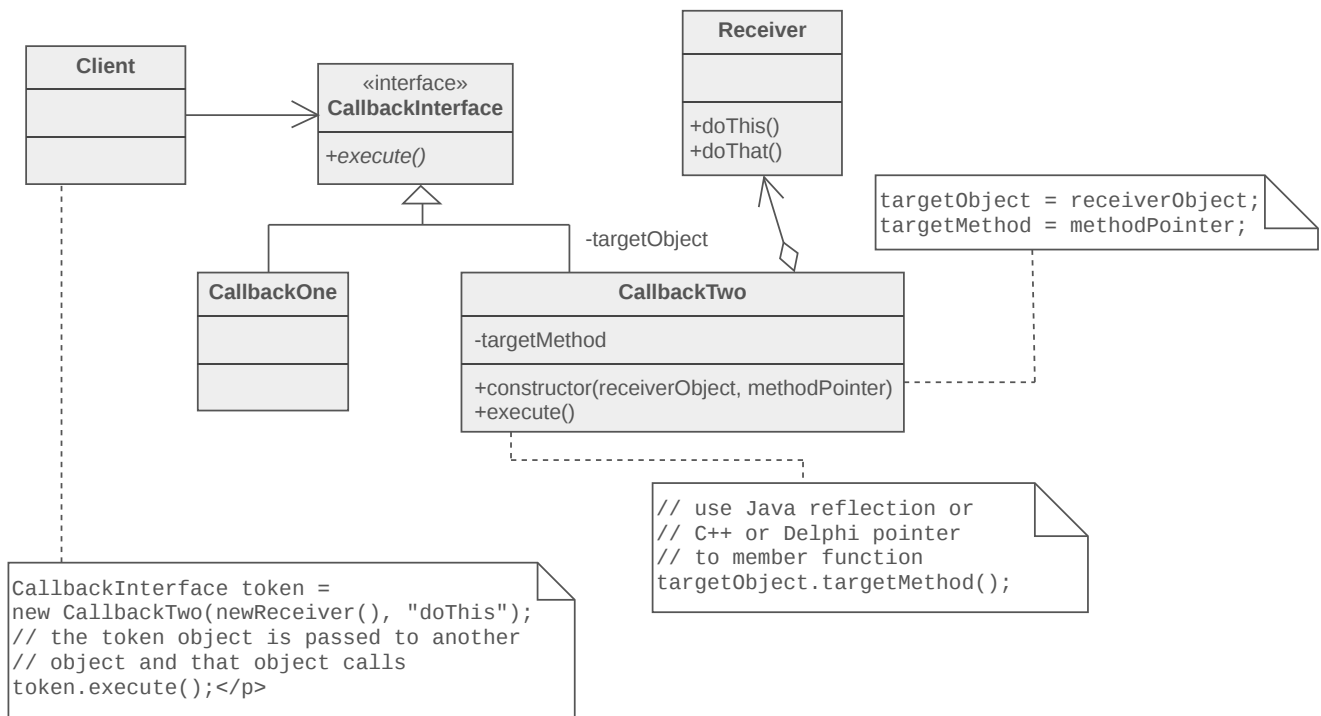 Client
«interface»
CallbackInterface
+execute()
Receiver
+doThis()
+doThat()
targetObject = receiverObject;
targetMethod = methodPointer;
-targetObject
CallbackOne
CallbackTwo
-targetMethod
+constructor(receiverObject, methodPointer)
+execute()
// use Java reflection or
// C++ or Delphi pointer
// to member function
targetObject.targetMethod();
CallbackInterface token =
new CallbackTwo(newReceiver(), "doThis");
// the token object is passed to another
// object and that object calls
token.execute();</p>